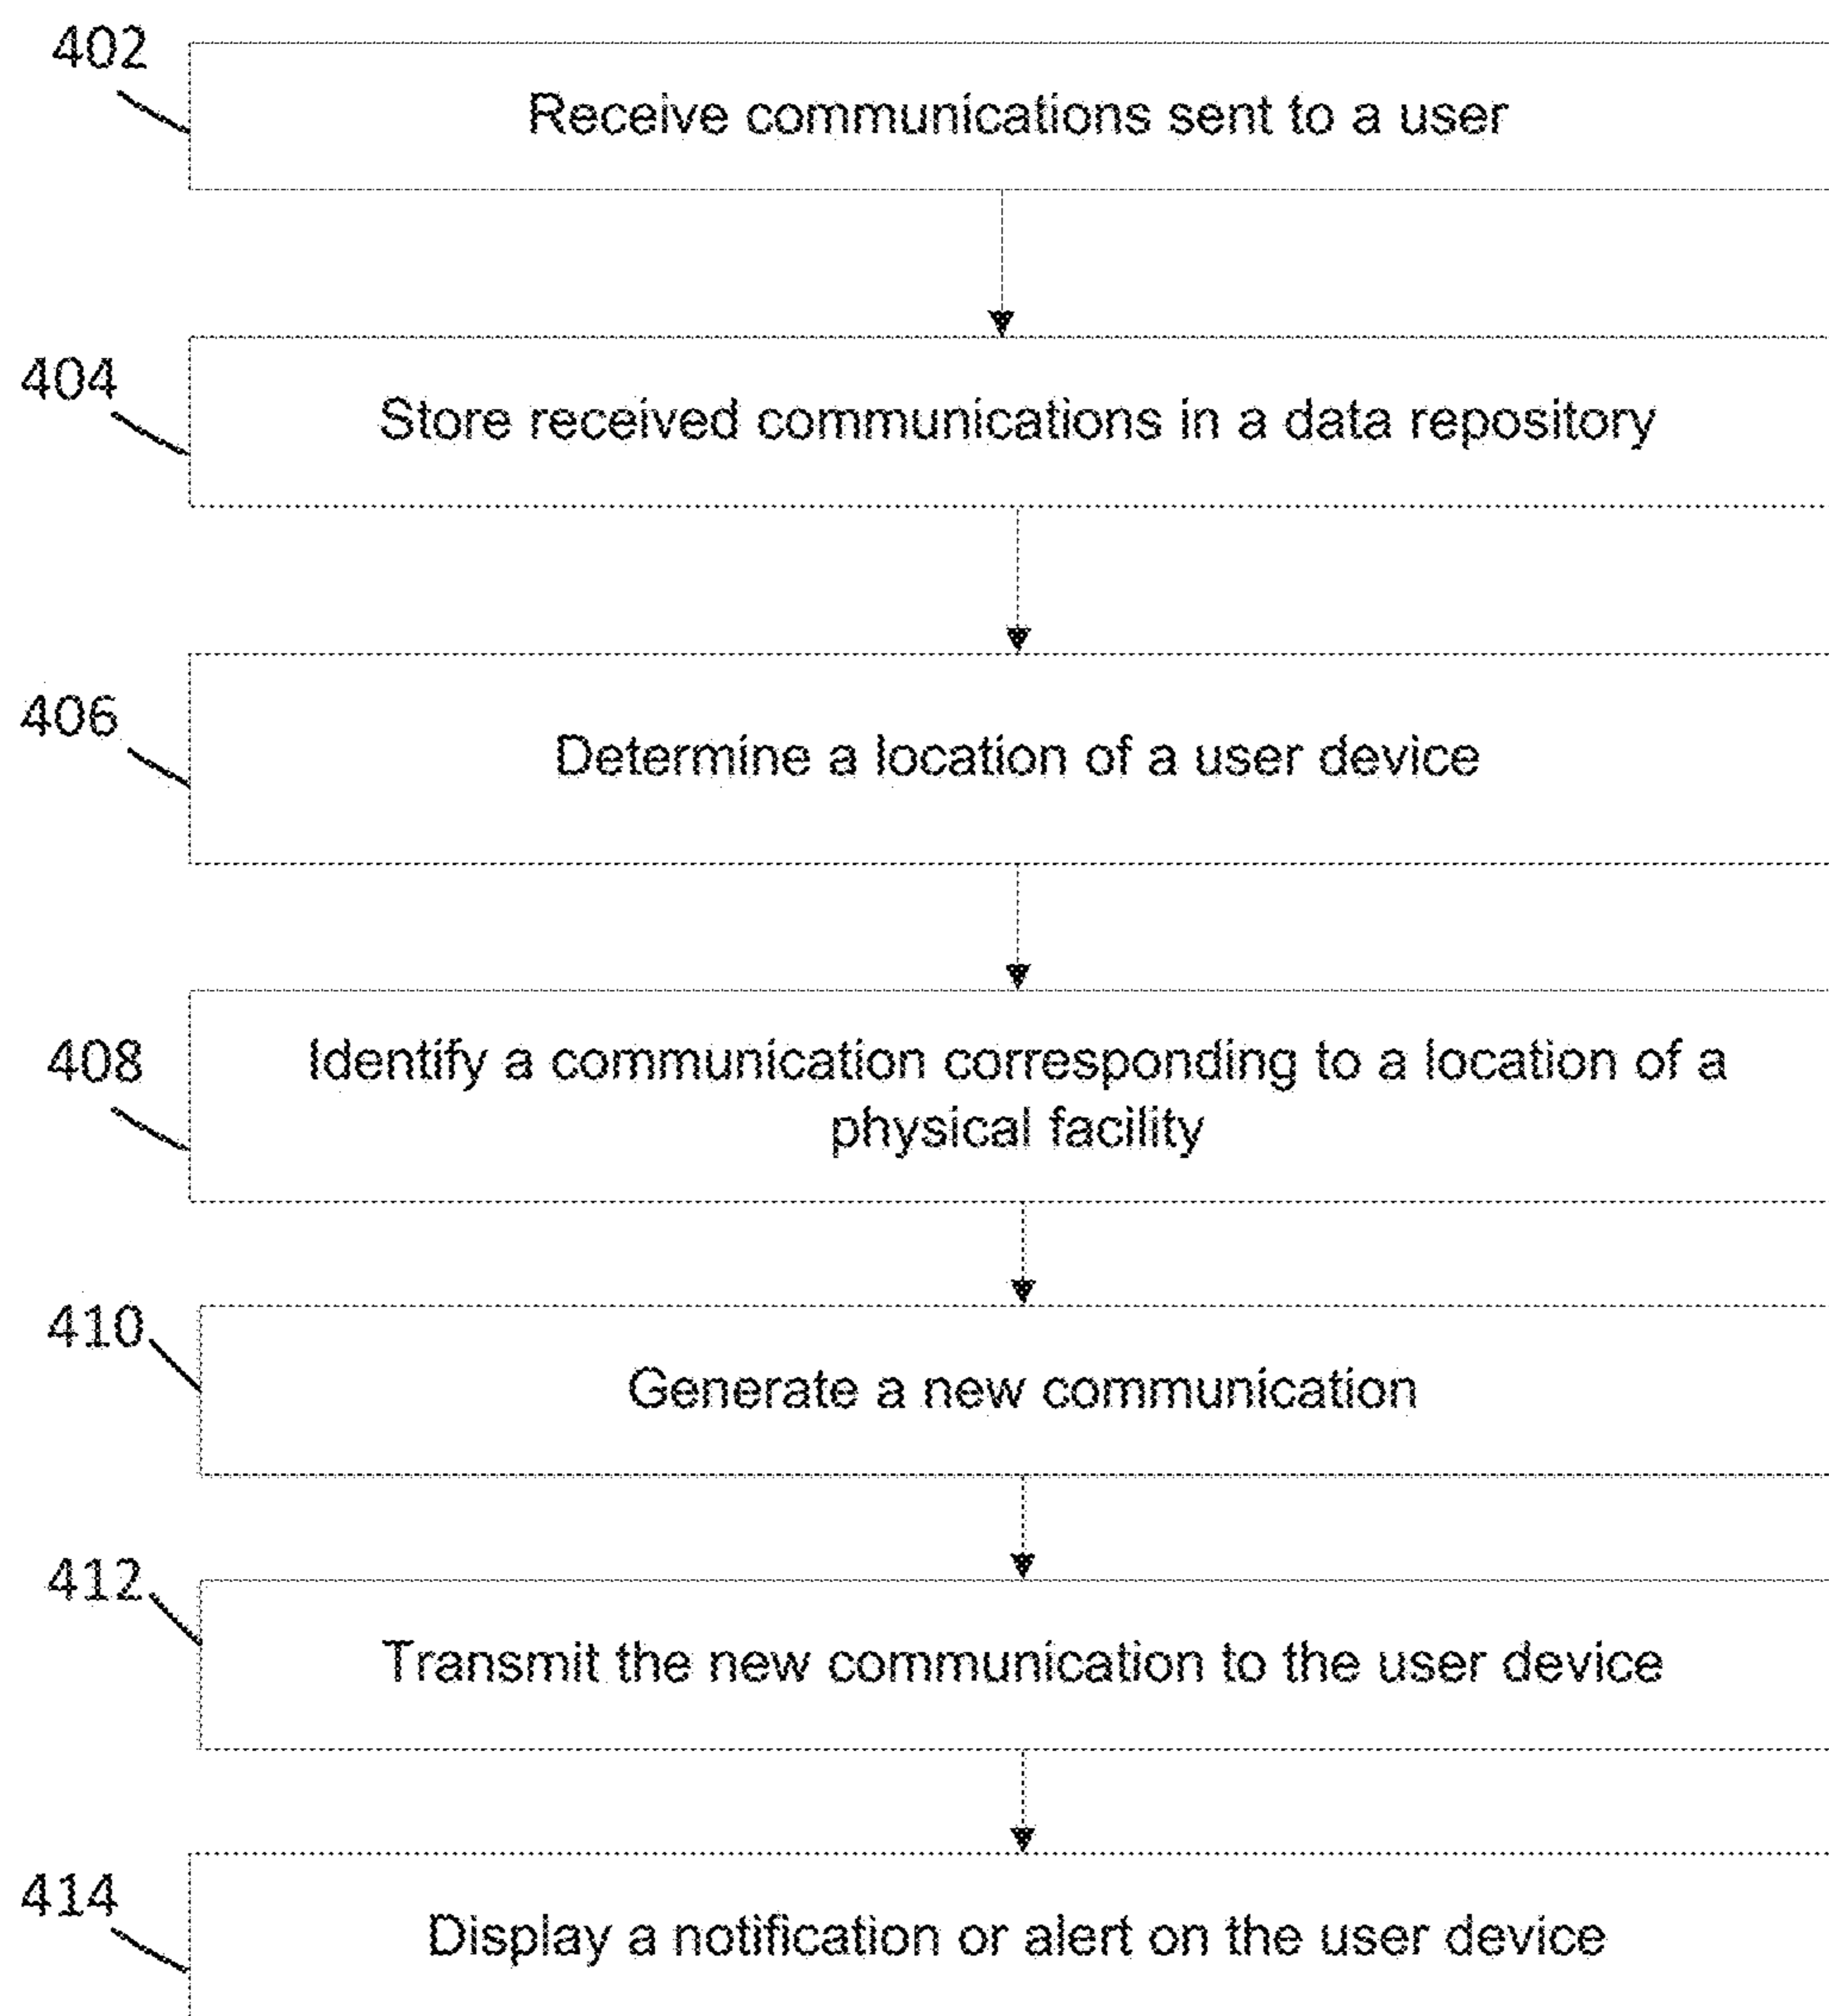 402
Receive communications sent to a user
404
Store received communications in a data repository
406
Determine a location of a user device
408
Identify a communication corresponding to a location of a
physical facility
410
Generate a new communication
412
Transmit the new communication to the user device
414
Display a notification or alert on the user device